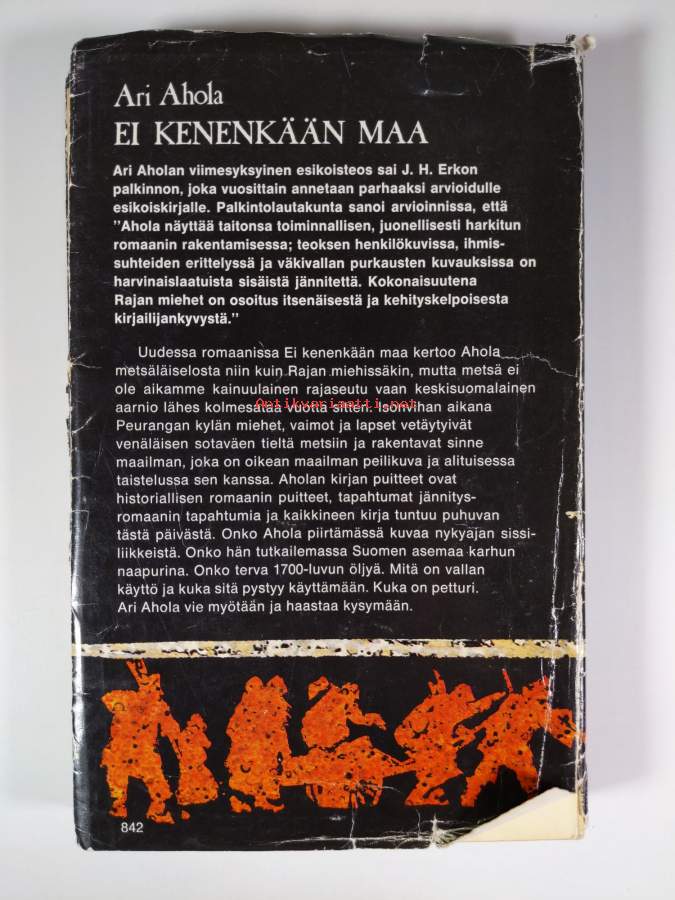 Ari Ahola
EI KENENKÄÄN MAA
Ari Aholan viimesyksyinen esikoisteos sai J. H. Erkon
palkinnon, joka vuosittain annetaan parhaaksi arvioidulle
esikoiskirjalle. Palkintolautakunta sanoi arvioinnissa, että
"Ahola näyttää taitonsa toiminnallisen, juonellisesti harkitun
romaanin rakentamisessa; teoksen henkilökuvissa, ihmis-
suhteiden erittelyssä ja väkivallan purkausten kuvauksissa on
harvinaislaatuista sisäistä jännitettä. Kokonaisuutena
Rajan miehet on osoitus itsenäisestä ja kehityskelpoisesta
kirjailijankyvystä."
Uudessa romaanissa Ei kenenkään maa kertoo Ahola
metsäläiselosta niin kuin Rajan miehissäkin, mutta metsä ei
ole aikamme kainuulainen rajaseutu vaan keskisuomalainen
aarnio lähes kolmesataa vuotta sitten. Isonvihan aikana
Antikvariaatti.net
Peurangan kylän miehet, vaimot ja lapset vetäytyivät
venäläisen sotaväen tieltä metsiin ja rakentavat sinne
maailman, joka on oikean maailman peilikuva ja alituisessa
taistelussa sen kanssa. Aholan kirjan puitteet ovat
historiallisen romaanin puitteet, tapahtumat jännitys-
romaanin tapahtumia ja kaikkineen kirja tuntuu puhuvan
tästä päivästä. Onko Ahola piirtämässä kuvaa nykyajan sissi-
liikkeistä. Onko hän tutkailemassa Suomen asemaa karhun
naapurina. Onko terva 1700-luvun öljyä. Mitä on vallan
käyttö ja kuka sitä pystyy käyttämään. Kuka on petturi.
Ari Ahola vie myötään ja haastaa kysymään.
842